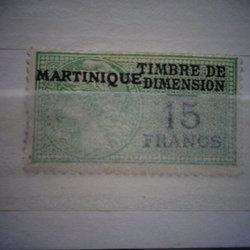 MARTINIQUE TIMBRE DE
DIMENSION
15
FRANCS